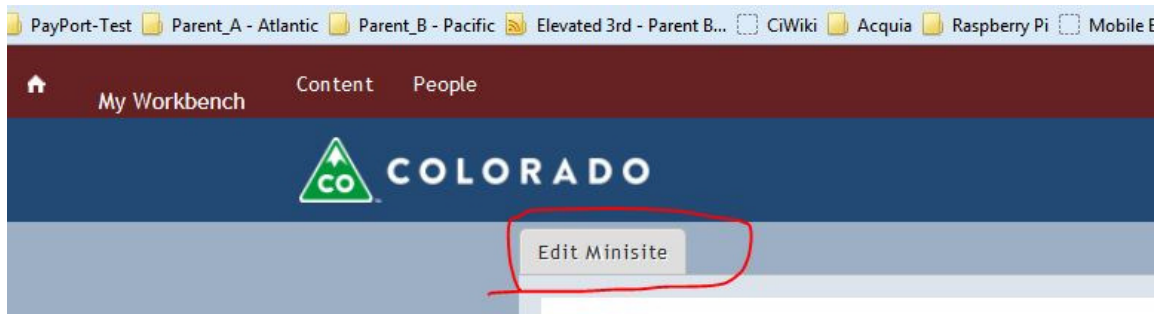 PayPort-Test Parent_A - Atlantic Parent_B - Pacific Elevated 3rd - Parent B... CiWiki Acquia Raspberry Pi Mobile
My Workbench Content People
CO COLORADO
Edit Minisite